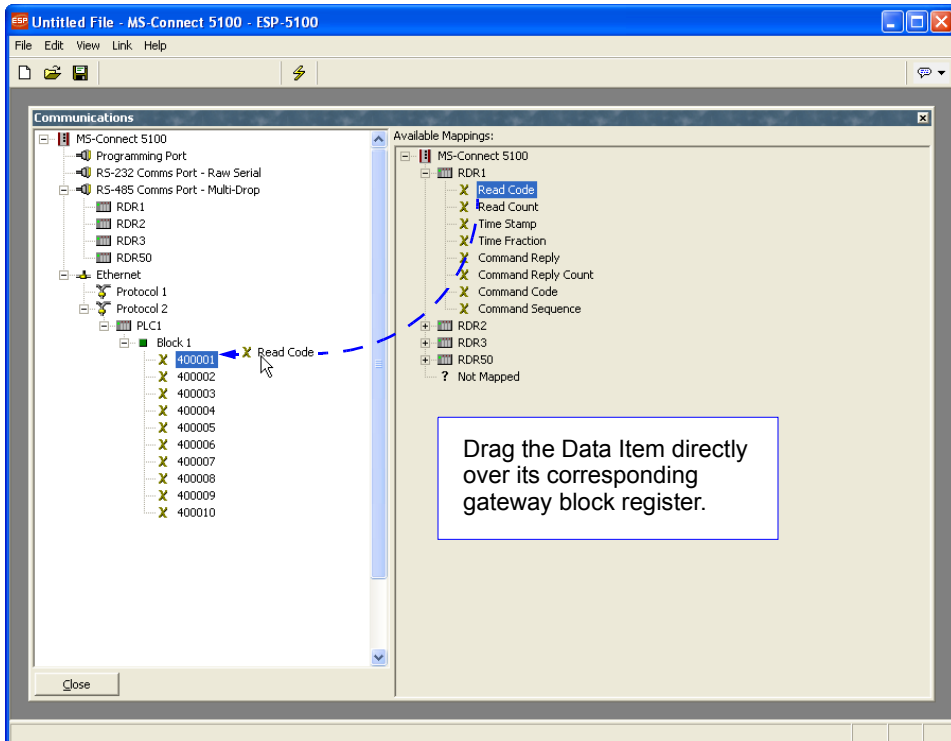 ESP Untitled File - MS-Connect 5100 - ESP-5100
File Edit View Link Help
Communications
MS-Connect 5100
Programming Port
RS-232 Comms Port - Raw Serial
RS-485 Comms Port - Multi-Drop
RDR1
RDR2
RDR3
RDR50
Ethernet
Protocol 1
Protocol 2
PLC1
Block 1
400001
400002
400003
400004
400005
400006
400007
400008
400009
400010
Read Code
Close
Available Mappings:
MS-Connect 5100
RDR1
Read Code
Read Count
Time Stamp
Time Fraction
Command Reply
Command Reply Count
Command Code
Command Sequence
RDR2
RDR3
RDR50
? Not Mapped
Drag the Data Item directly
over its corresponding
gateway block register.